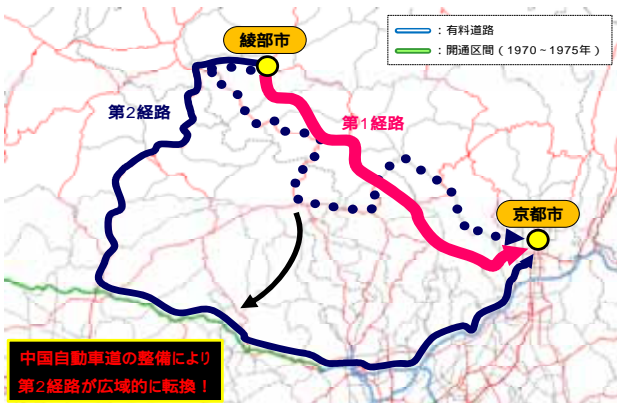 ：有料道路
：開通区間（1970～1975年）
綾部市
第2経路
第1経路
京都市
中国自動車道の整備により
第2経路が広域的に転換！